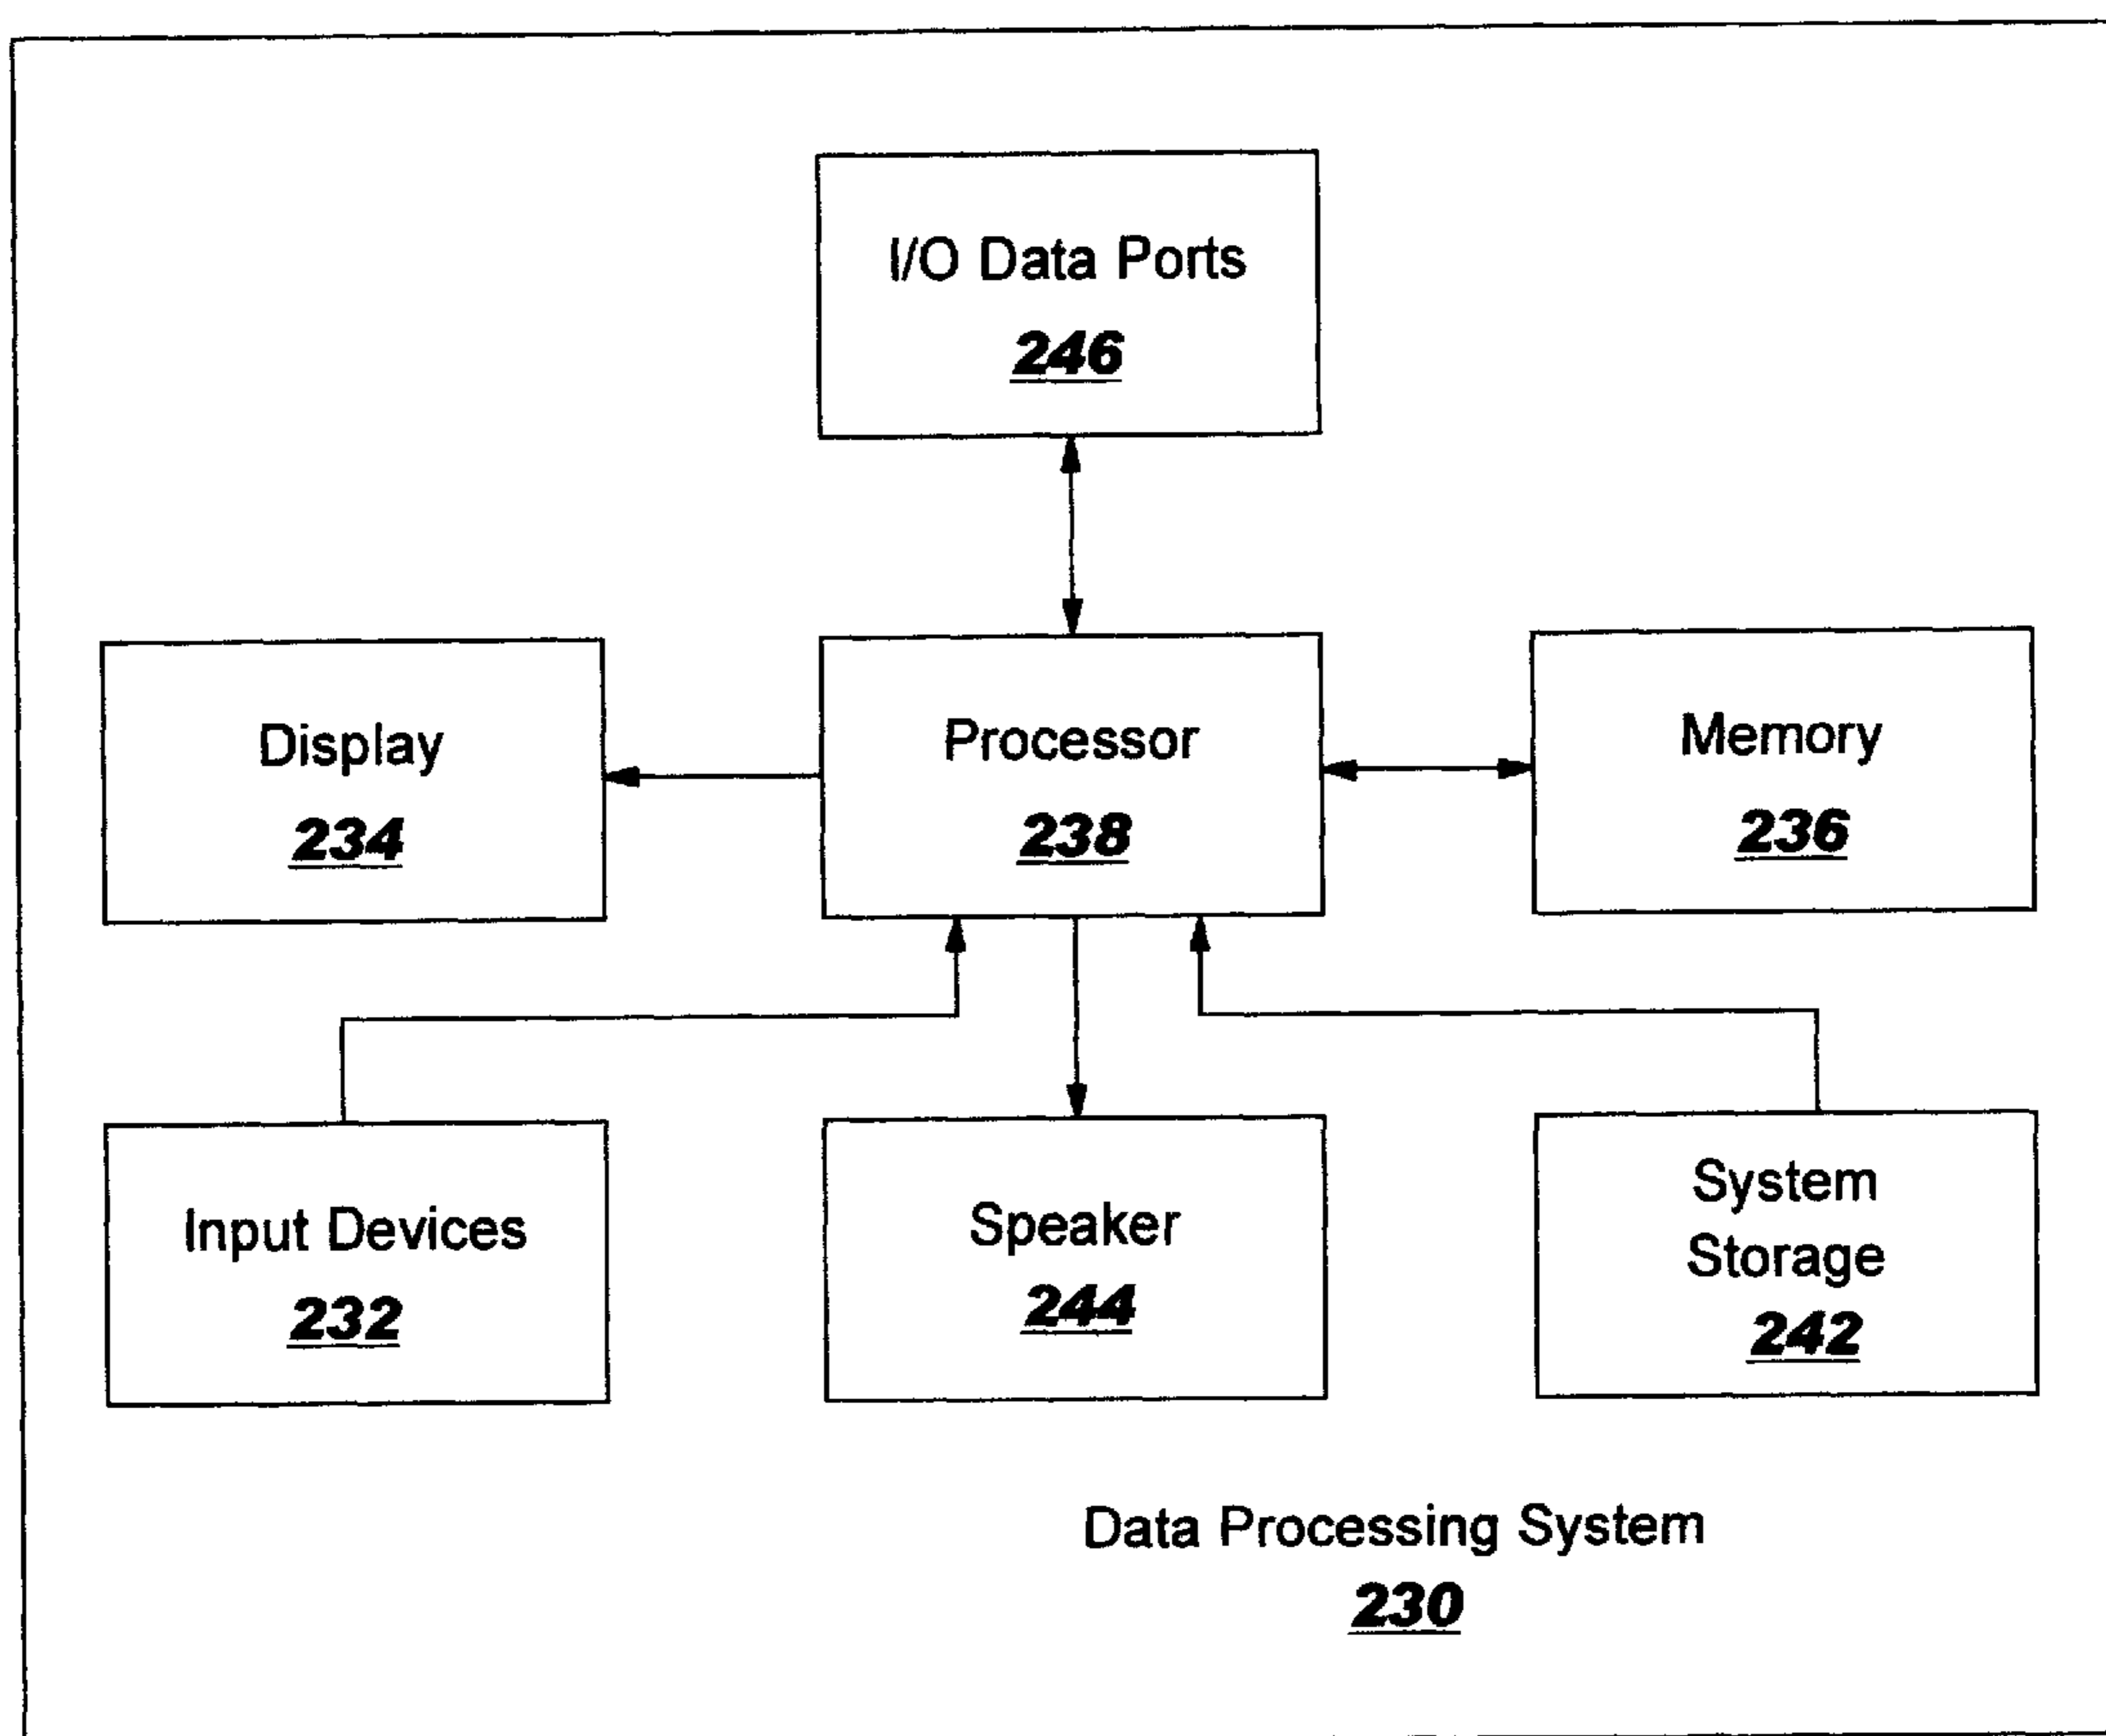 I/O Data Ports
246
Display
234
Processor
238
Memory
236
Input Devices
232
Speaker
244
System
Storage
242
Data Processing System
230